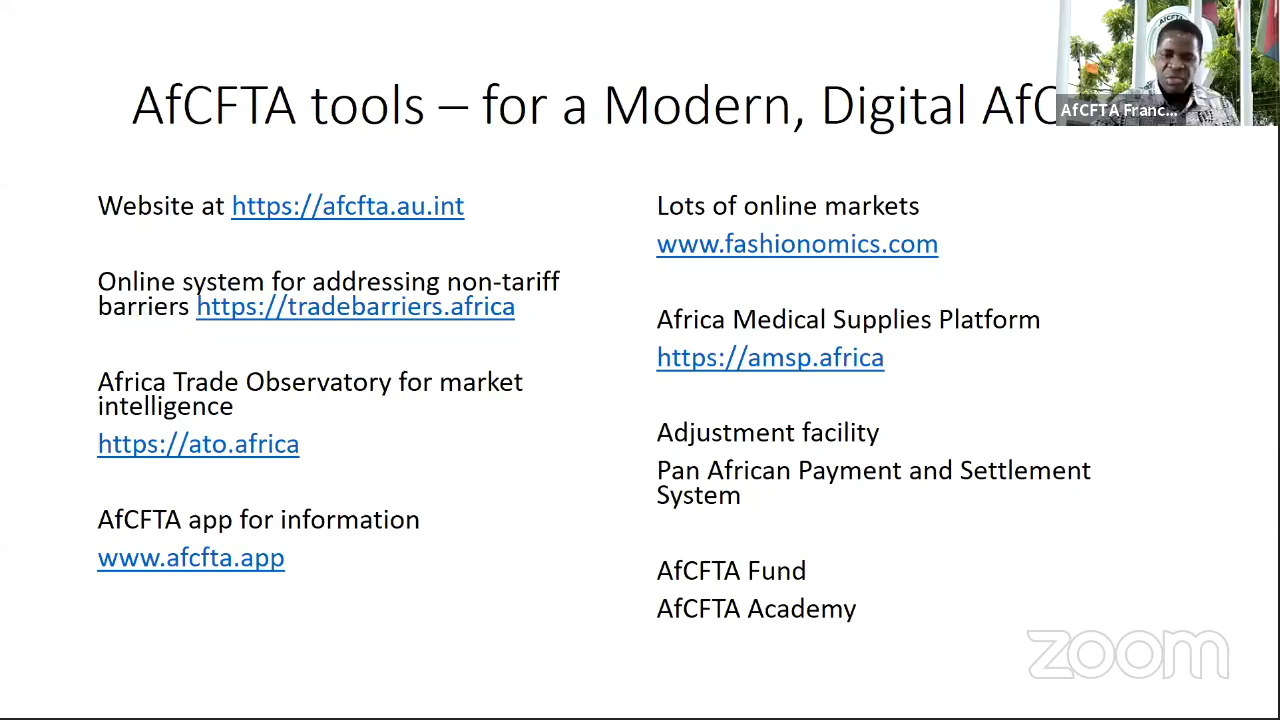 AfCFTA tools – for a Modern, Digital AfC
AfCFTA
AfCFTA Franc...
Website at https://afcfta.au.int
Online system for addressing non-tariff
barriers https://tradebarriers.africa
Africa Trade Observatory for market
intelligence
https://ato.africa
AfCFTA app for information
www.afcfta.app
Lots of online markets
www.fashionomics.com
Africa Medical Supplies Platform
https://amsp.africa
Adjustment facility
Pan African Payment and Settlement
System
AfCFTA Fund
AfCFTA Academy
zoom